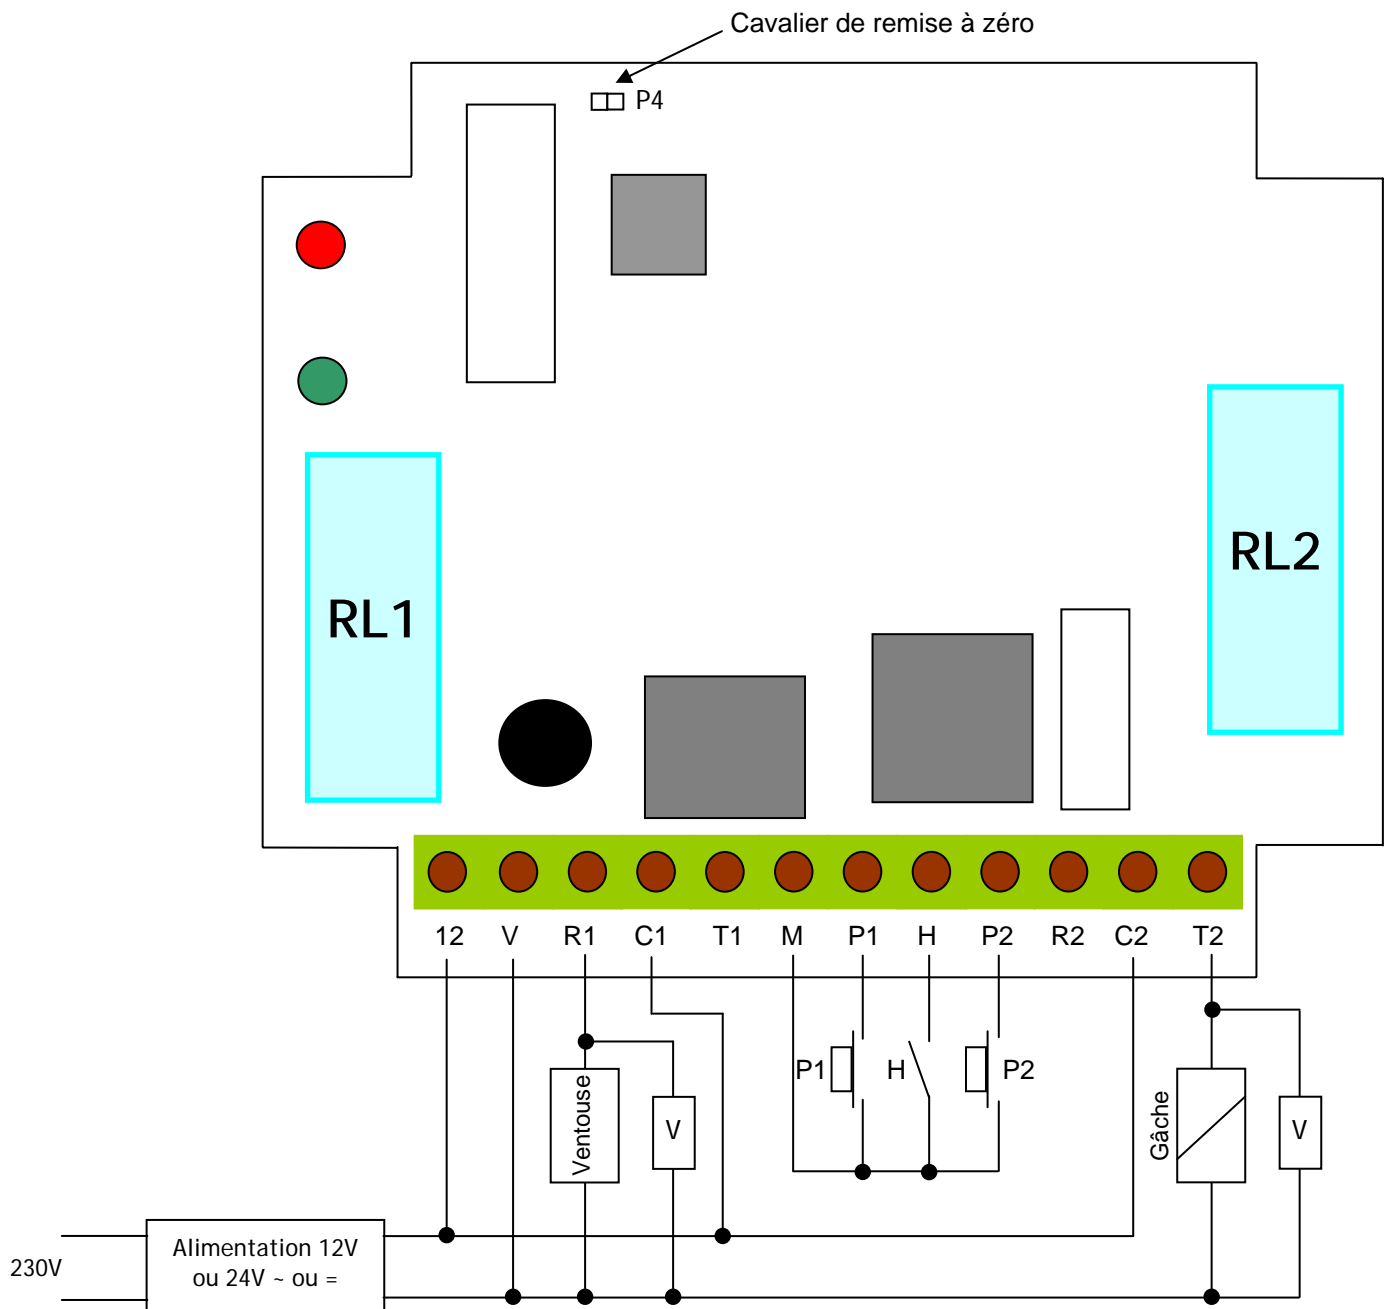 Cavalier de remise à zéro
P4
RL2
RL1
12 V R1 C1 T1 M P1 H P2 R2 C2 T2
P1 H P2
Ventouse
V
Gâche
V
Alimentation 12V
ou 24V ~ ou =
230V